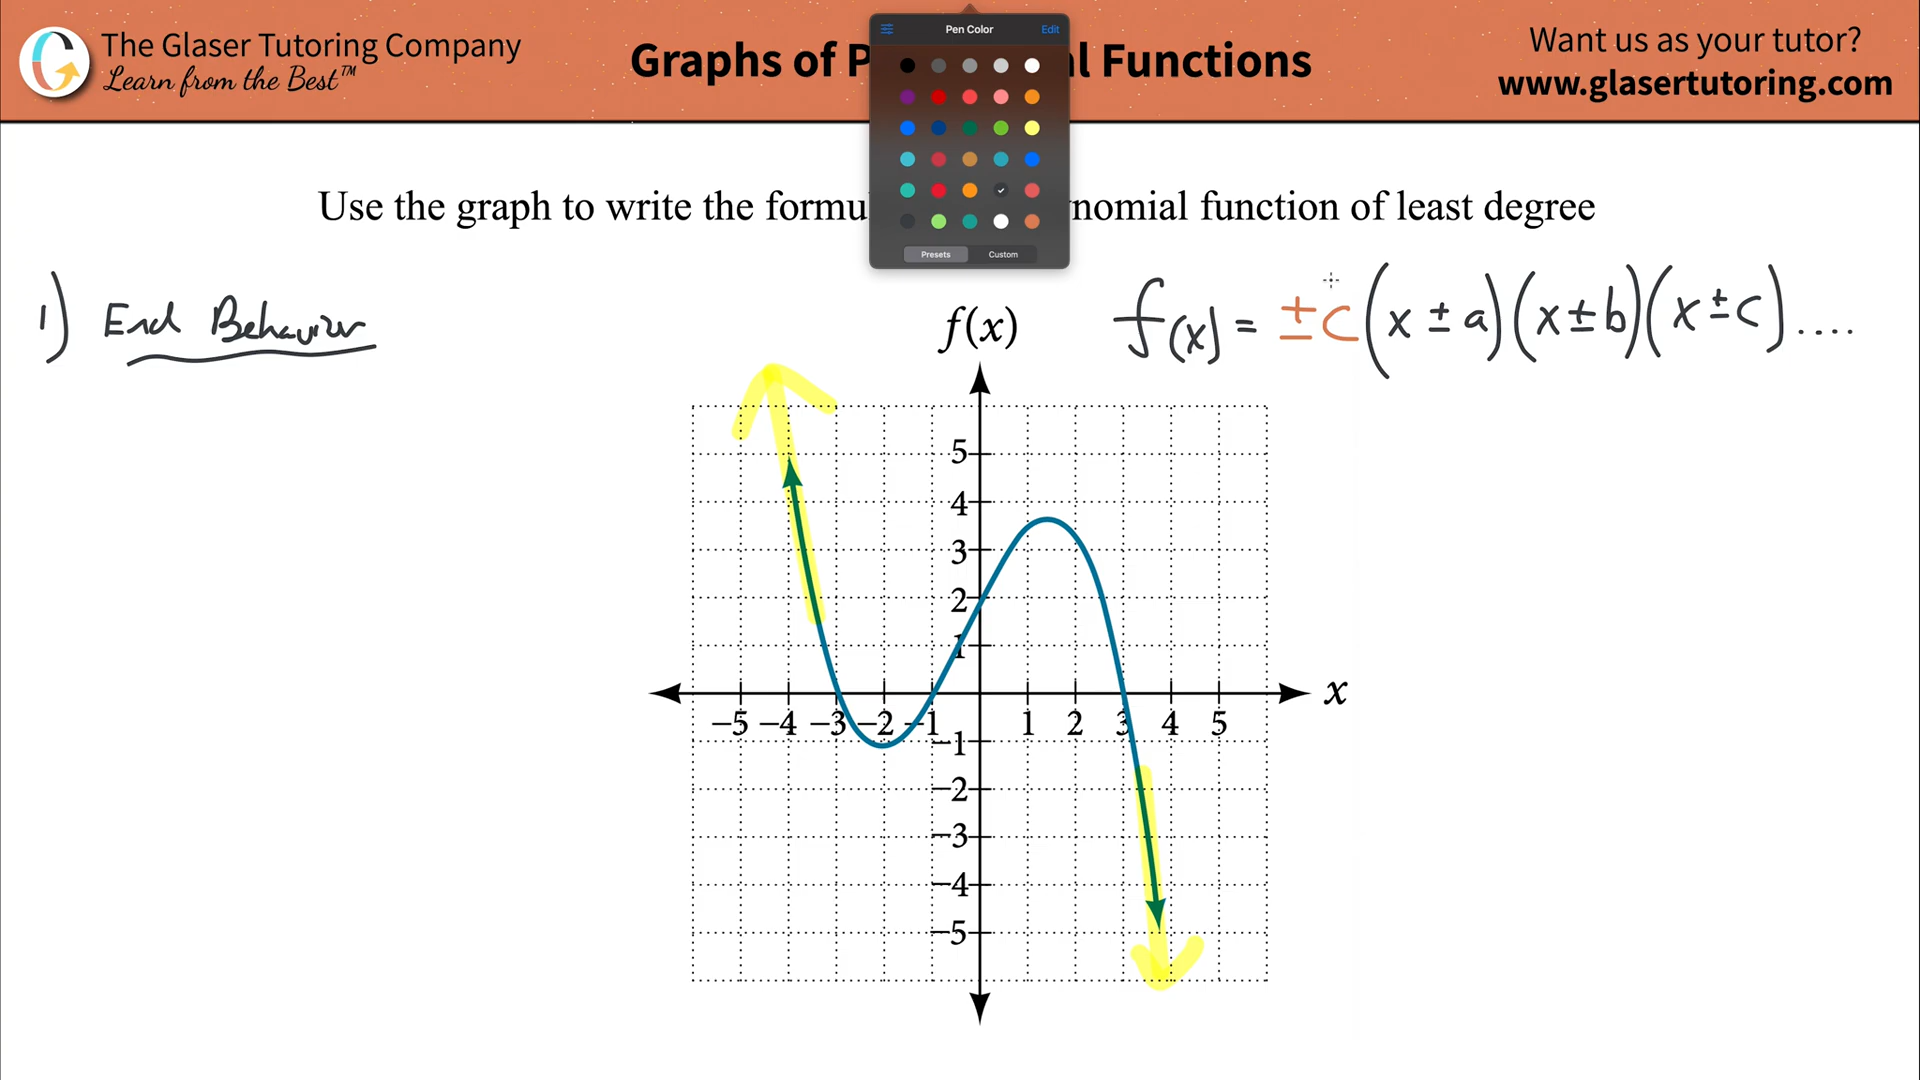 The Glaser Tutoring Company
Learn from the Best™
Graphs of P
l Functions
Want us as your tutor?
www.glasertutoring.com
Pen Color
Edit
Presets
Custom
Use the graph to write the formu
nomial function of least degree
1) End Behavior
f(x) = ±c(x ± a)(x ± b)(x ± c)....
f(x)
5
4
3
2
1
−5 −4 −3 −2 −1 1 2 3 4 5
x
−1
−2
−3
−4
−5